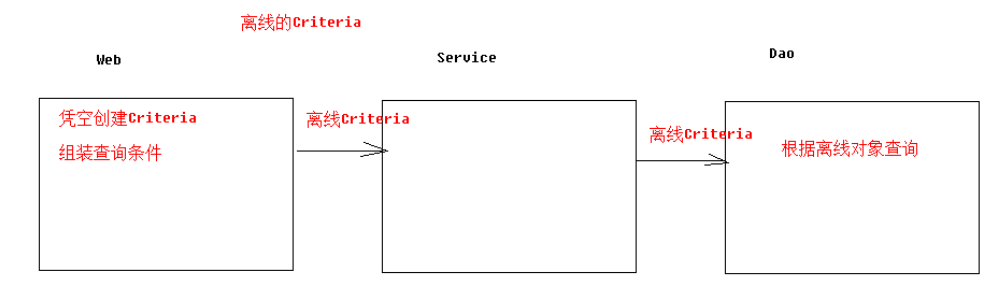 离线的Criteria
Web
Service
Dao
凭空创建Criteria
组装查询条件
离线Criteria
离线Criteria
根据离线对象查询